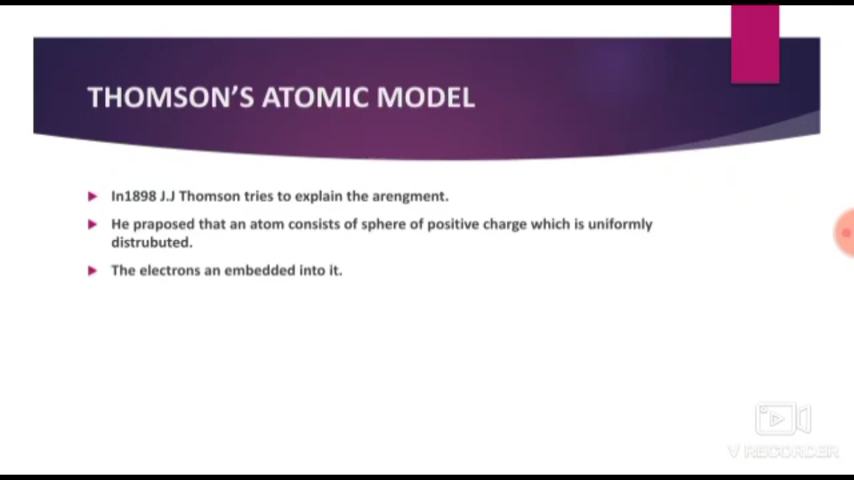 THOMSON'S ATOMIC MODEL
In1898 J.J Thomson tries to explain the arengment.
He praposed that an atom consists of sphere of positive charge which is uniformly
distrubuted.
The electrons an embedded into it.
V RECORDER